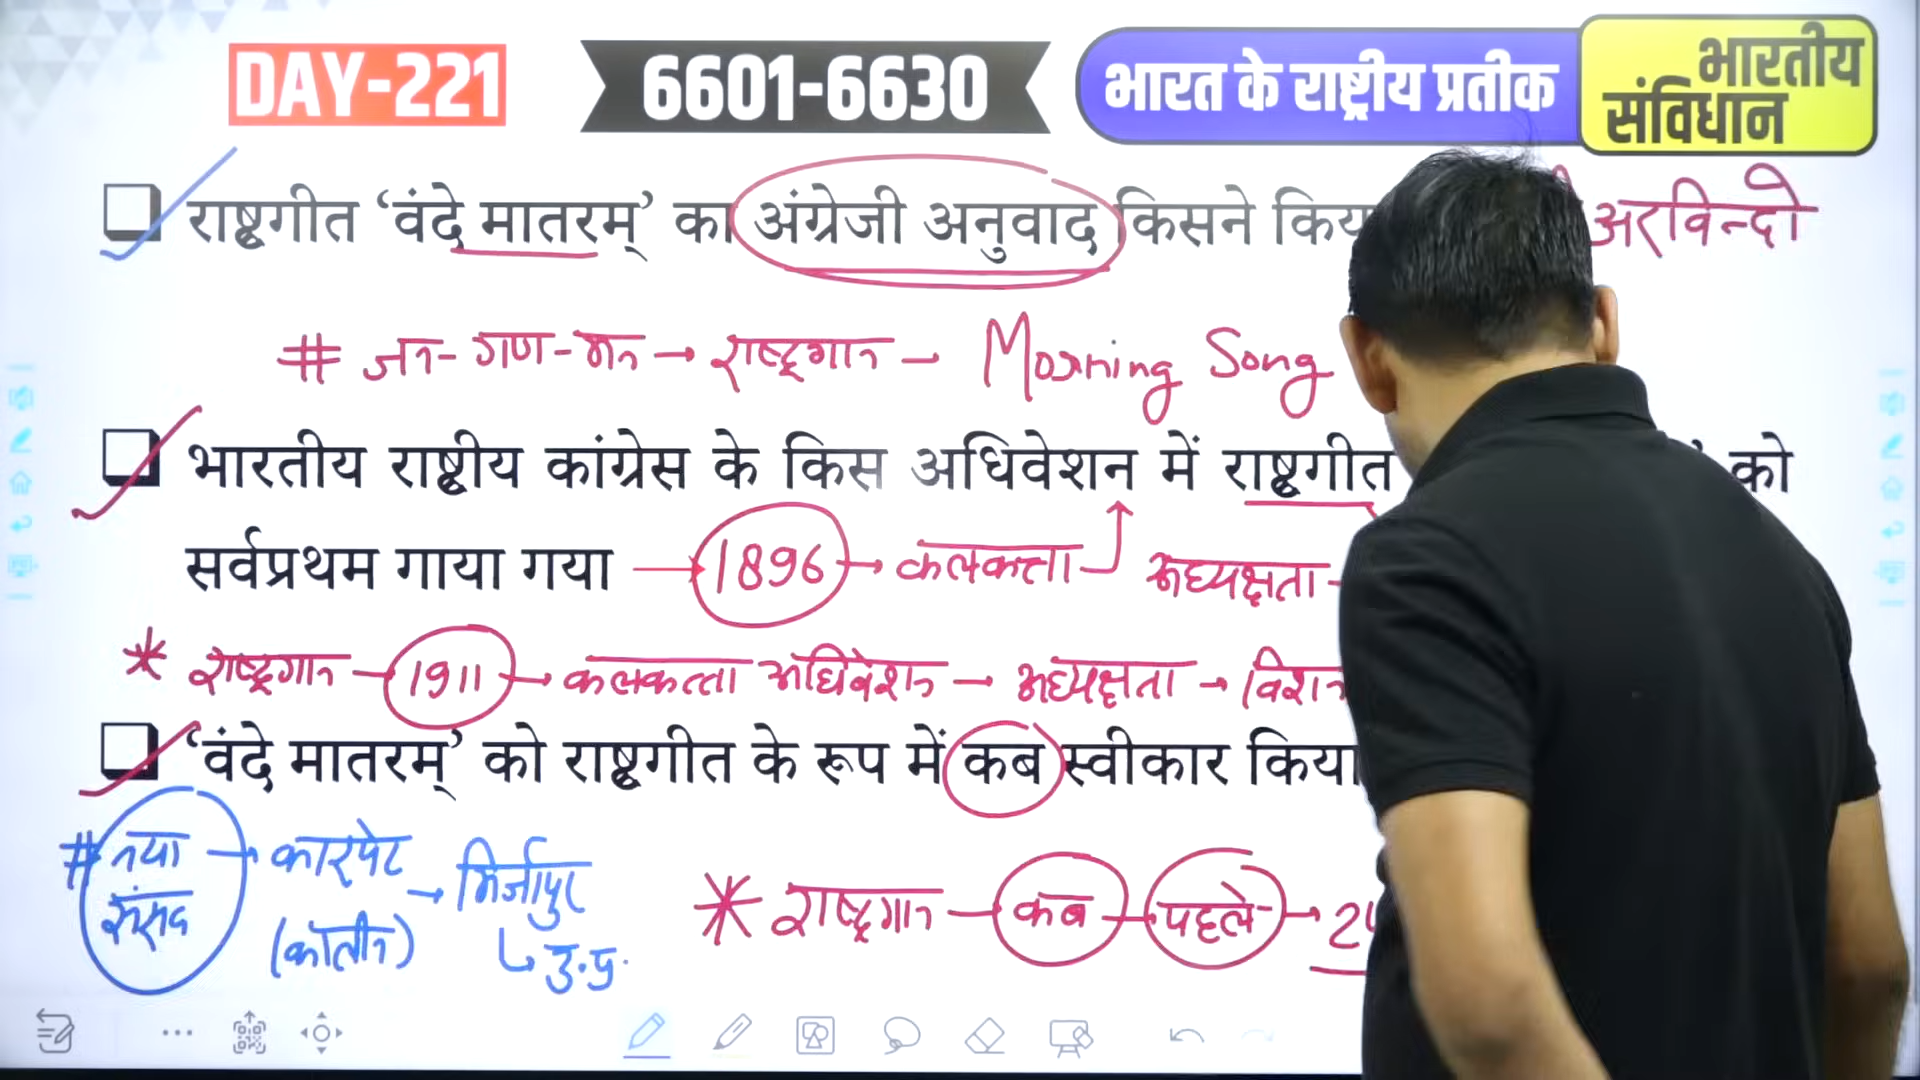 DAY-221 6601-6630 भारत के राष्ट्रीय प्रतीक भारतीय संविधान
राष्ट्रगीत ‘वंदे मातरम्’ का अंग्रेजी अनुवाद किसने अरविन्दो
# जन-गण-मन → राष्ट्रगान - Morning Song
भारतीय राष्ट्रीय कांग्रेस के किस अधिवेशन में राष्ट्रगीत को
सर्वप्रथम गाया गया → 1896 → कलकत्ता अध्यक्षता -
* राष्ट्रगान - 1911 → कलकत्ता अधिवेशन - अध्यक्षता →
‘वंदे मातरम्’ को राष्ट्रगीत के रूप में कब स्वीकार किया
# नया संसद → कारपेट (कालीन) → मिर्जापुर ↳ उ.प्र.
* राष्ट्रगान - कब - पहले →